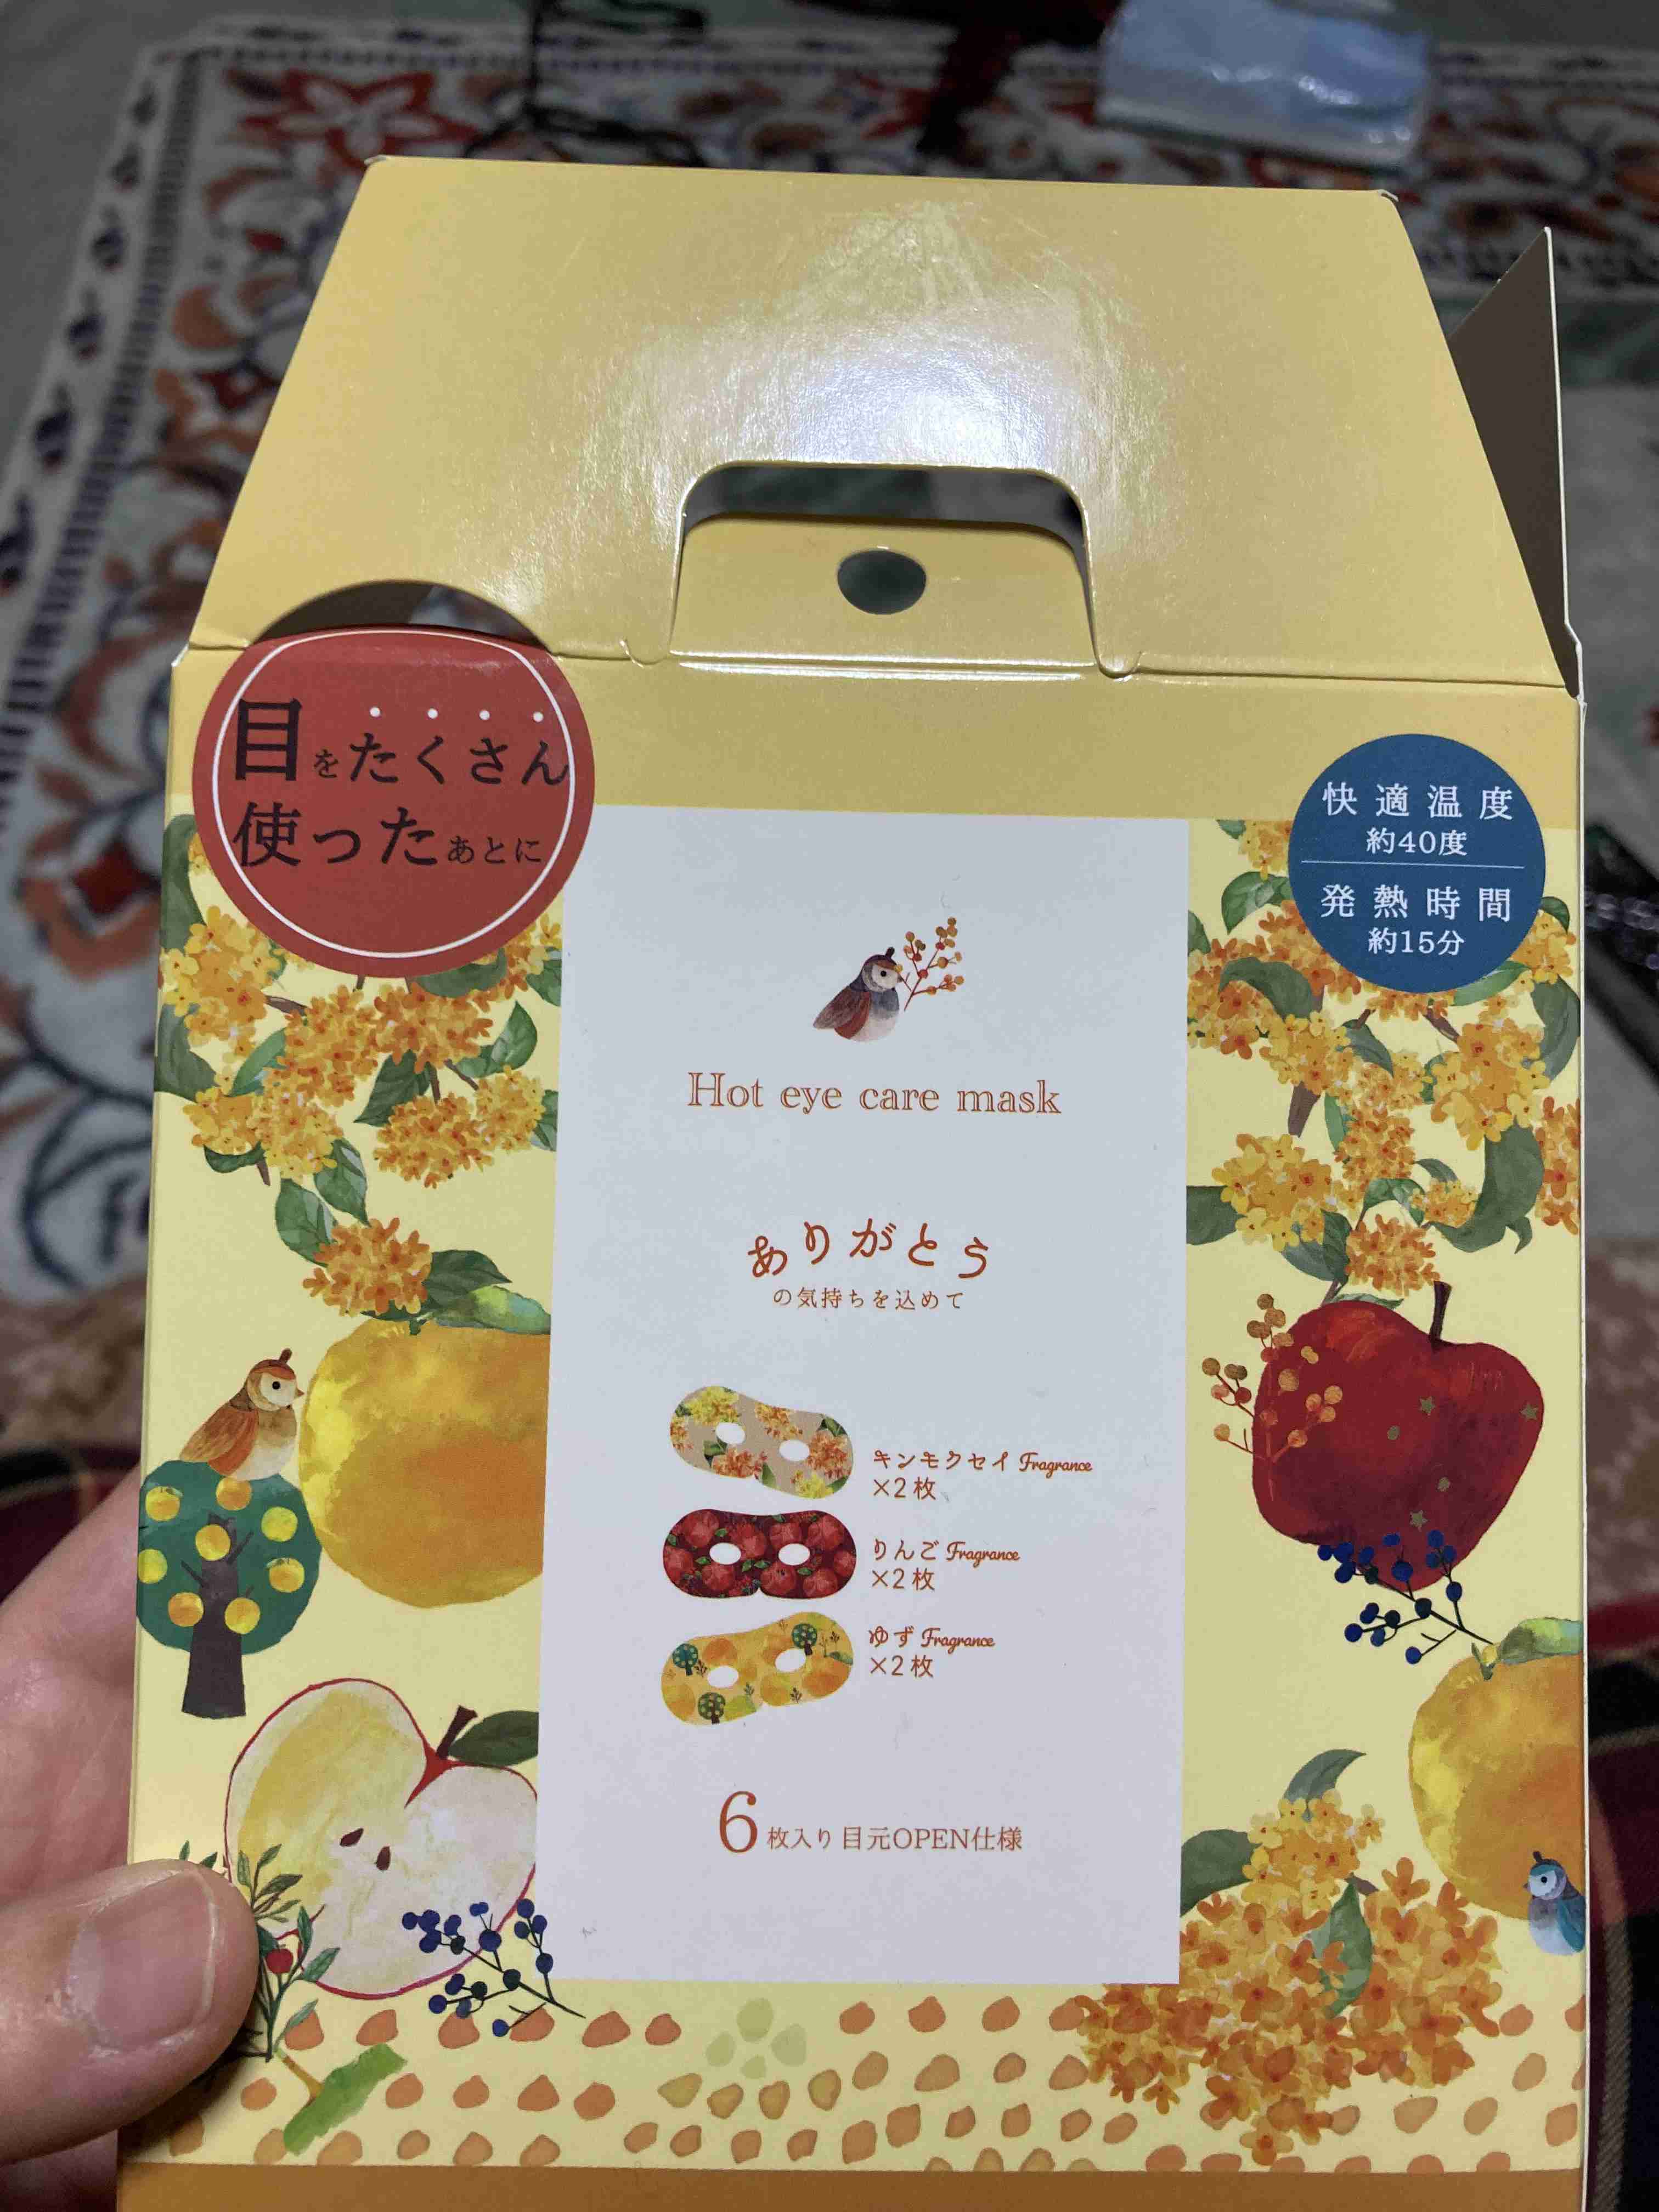 目をたくさん
使ったあとに
快適温度
約40度
発熱時間
約15分
Hot eye care mask
ありがとう
の気持ちを込めて
キンモクセイ Fragrance
×2枚
りんご Fragrance
×2枚
ゆず Fragrance
×2枚
6枚入り 目元OPEN仕様